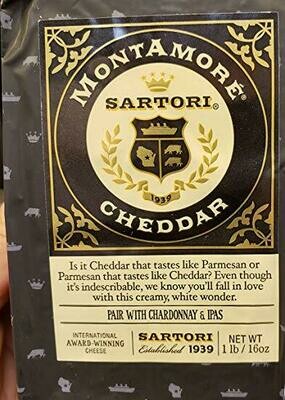 MONTAMORÉ®
SARTORI®
1939
CHEDDAR
Is it Cheddar that tastes like Parmesan or
Parmesan that tastes like Cheddar? Even though
it's indescribable, we know you'll fall in love
with this creamy, white wonder.
PAIR WITH CHARDONNAY & IPAS
INTERNATIONAL
AWARD-WINNING
CHEESE
SARTORI
Established 1939
NET WT
1 lb / 16oz